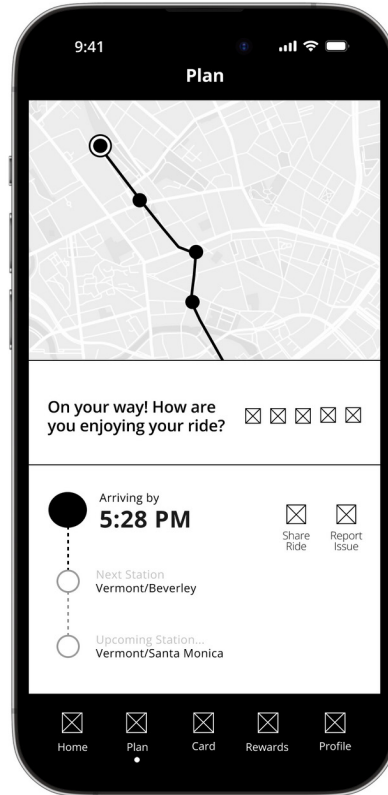 9:41
Plan
On your way! How are
you enjoying your ride?
Arriving by
5:28 PM
Share
Ride
Report
Issue
Next Station
Vermont/Beverley
Upcoming Station...
Vermont/Santa Monica
Home
Plan
Card
Rewards
Profile